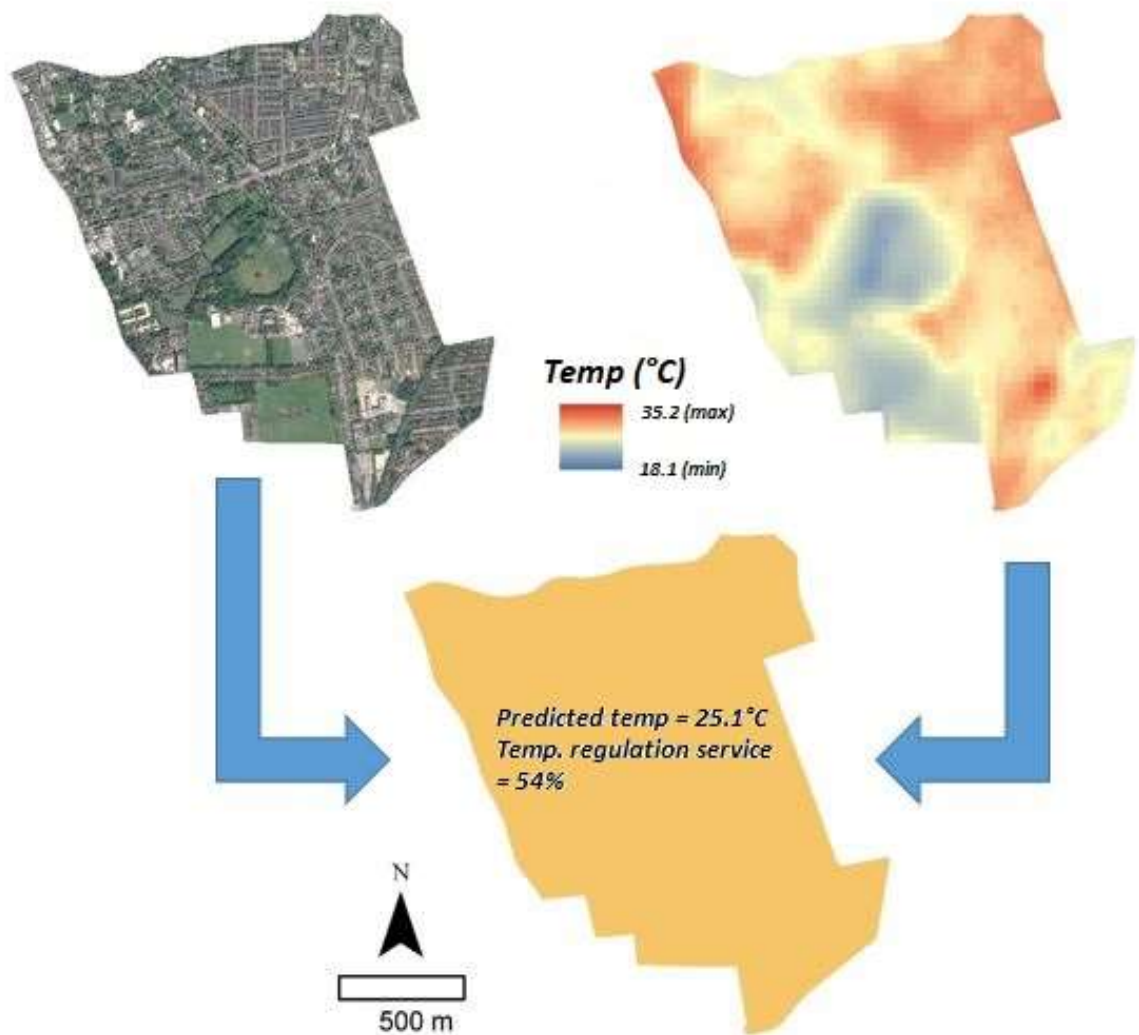 Temp (°C)
35.2 (max)
18.1 (min)
Predicted temp = 25.1°C
Temp. regulation service
= 54%
N
500 m